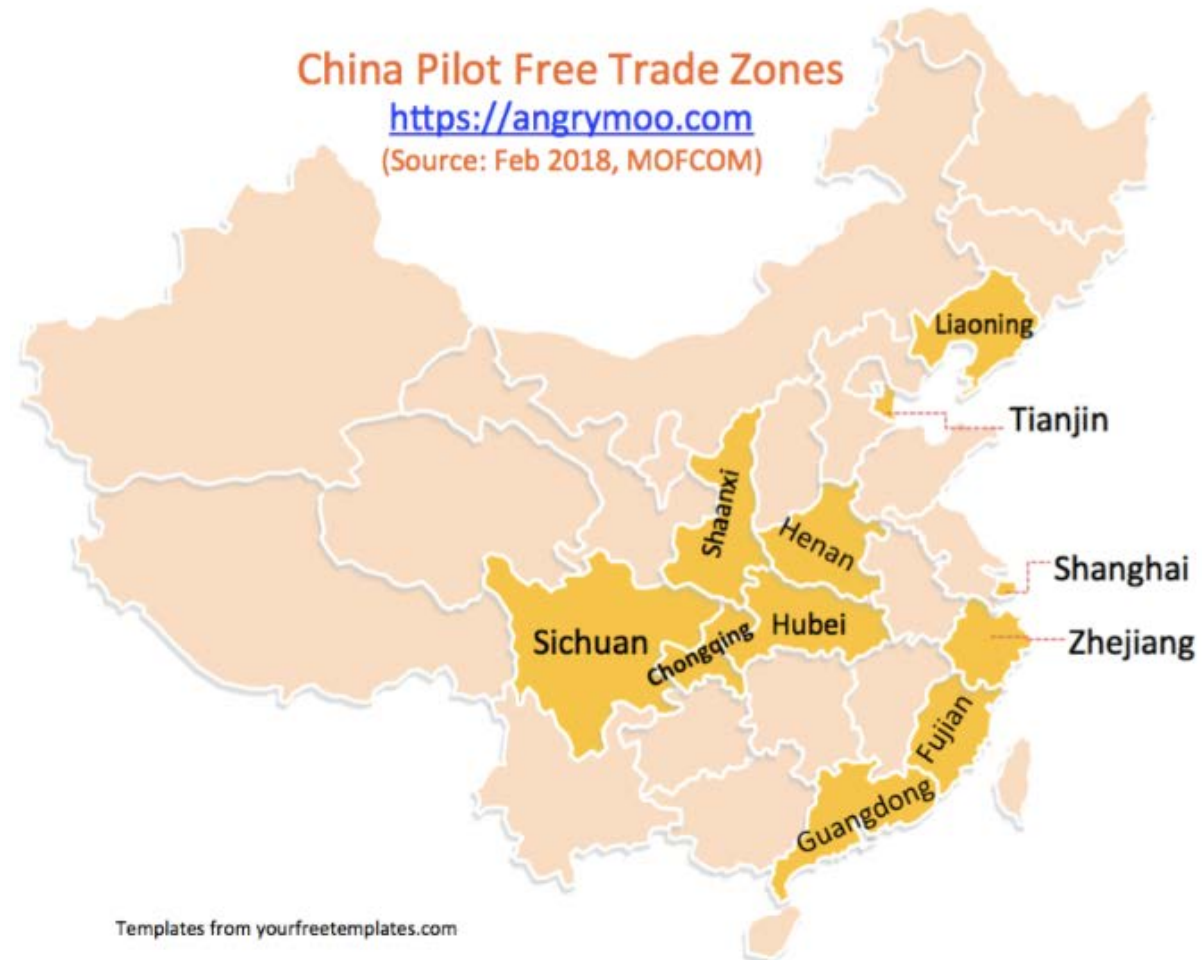 China Pilot Free Trade Zones
https://angrymoo.com
(Source: Feb 2018, MOFCOM)
Liaoning
Tianjin
Shaanxi
Henan
Shanghai
Sichuan
Chongqing
Hubei
Zhejiang
Fujian
Guangdong
Templates from yourfreetemplates.com